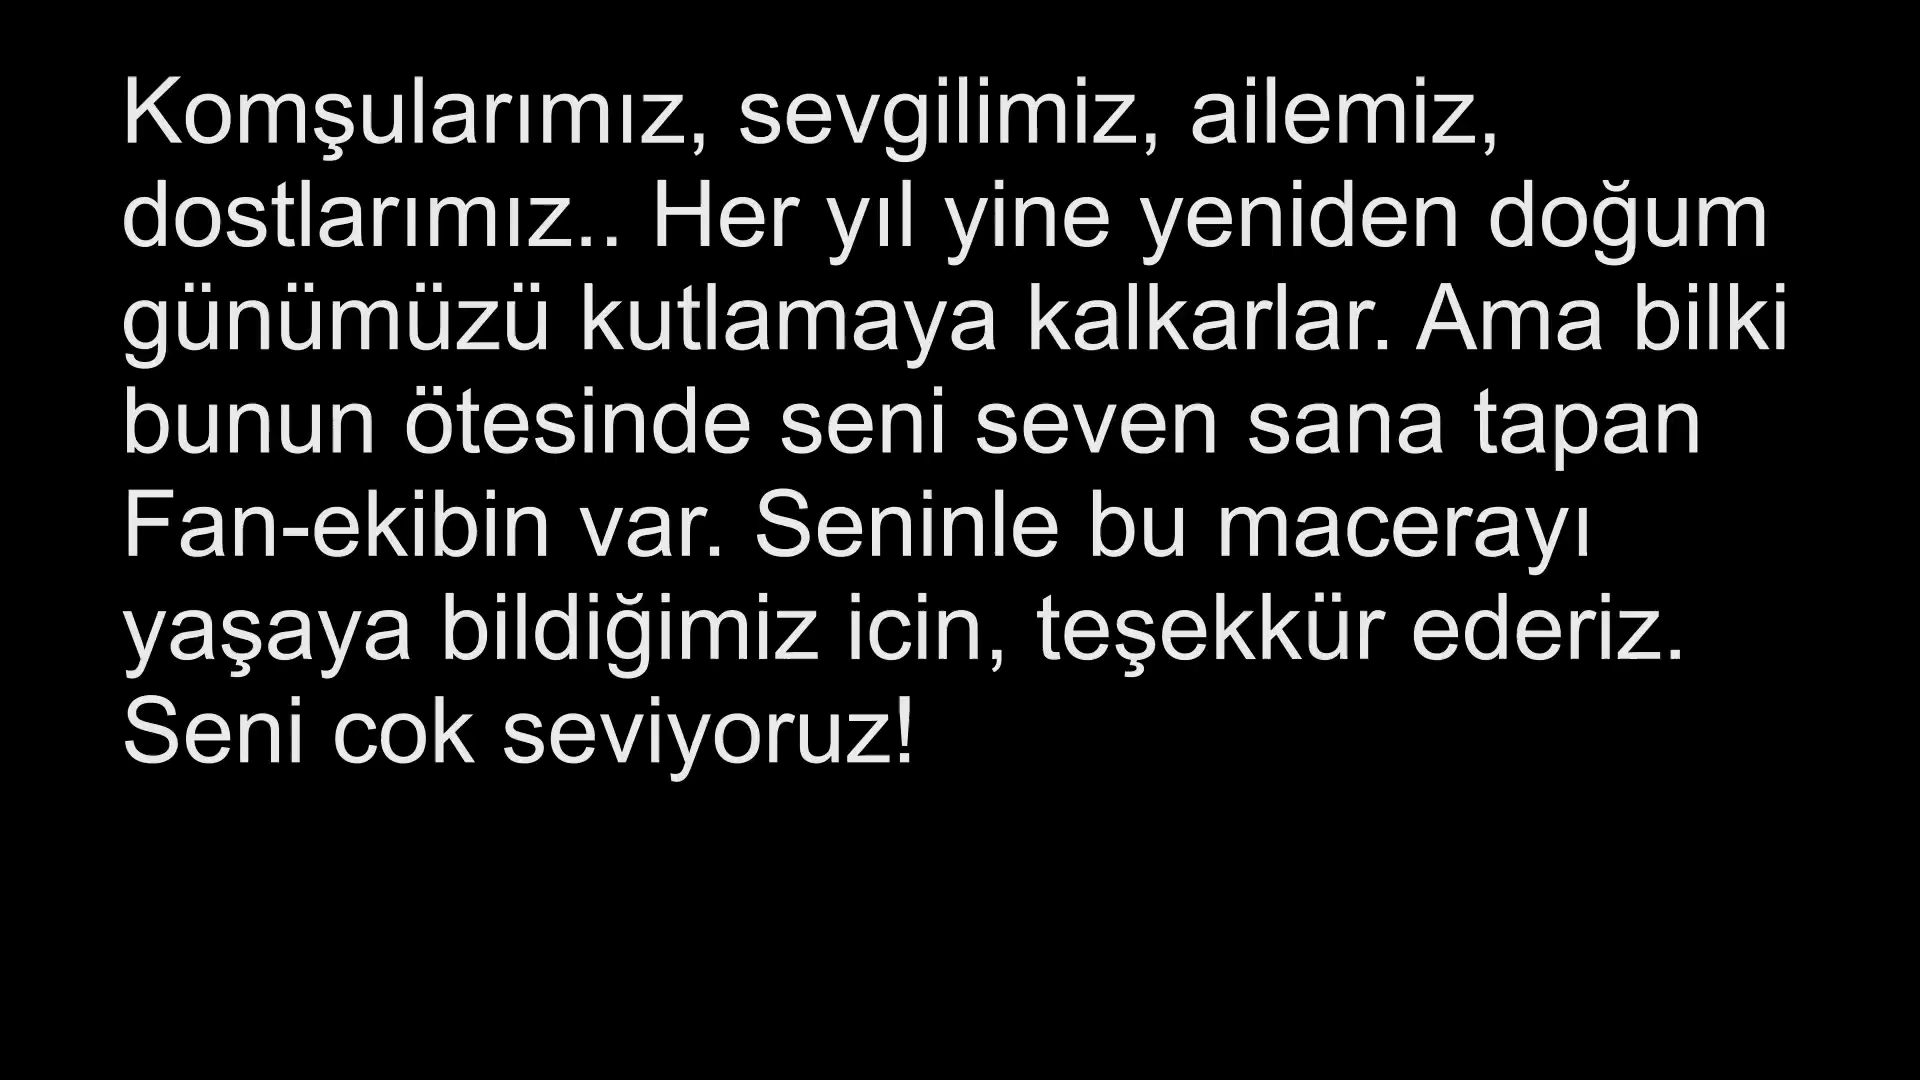 Komşularımız, sevgilimiz, ailemiz,
dostlarımız.. Her yıl yine yeniden doğum
günümüzü kutlamaya kalkarlar. Ama bilki
bunun ötesinde seni seven sana tapan
Fan-ekibin var. Seninle bu macerayı
yaşaya bildiğimiz icin, teşekkür ederiz.
Seni cok seviyoruz!